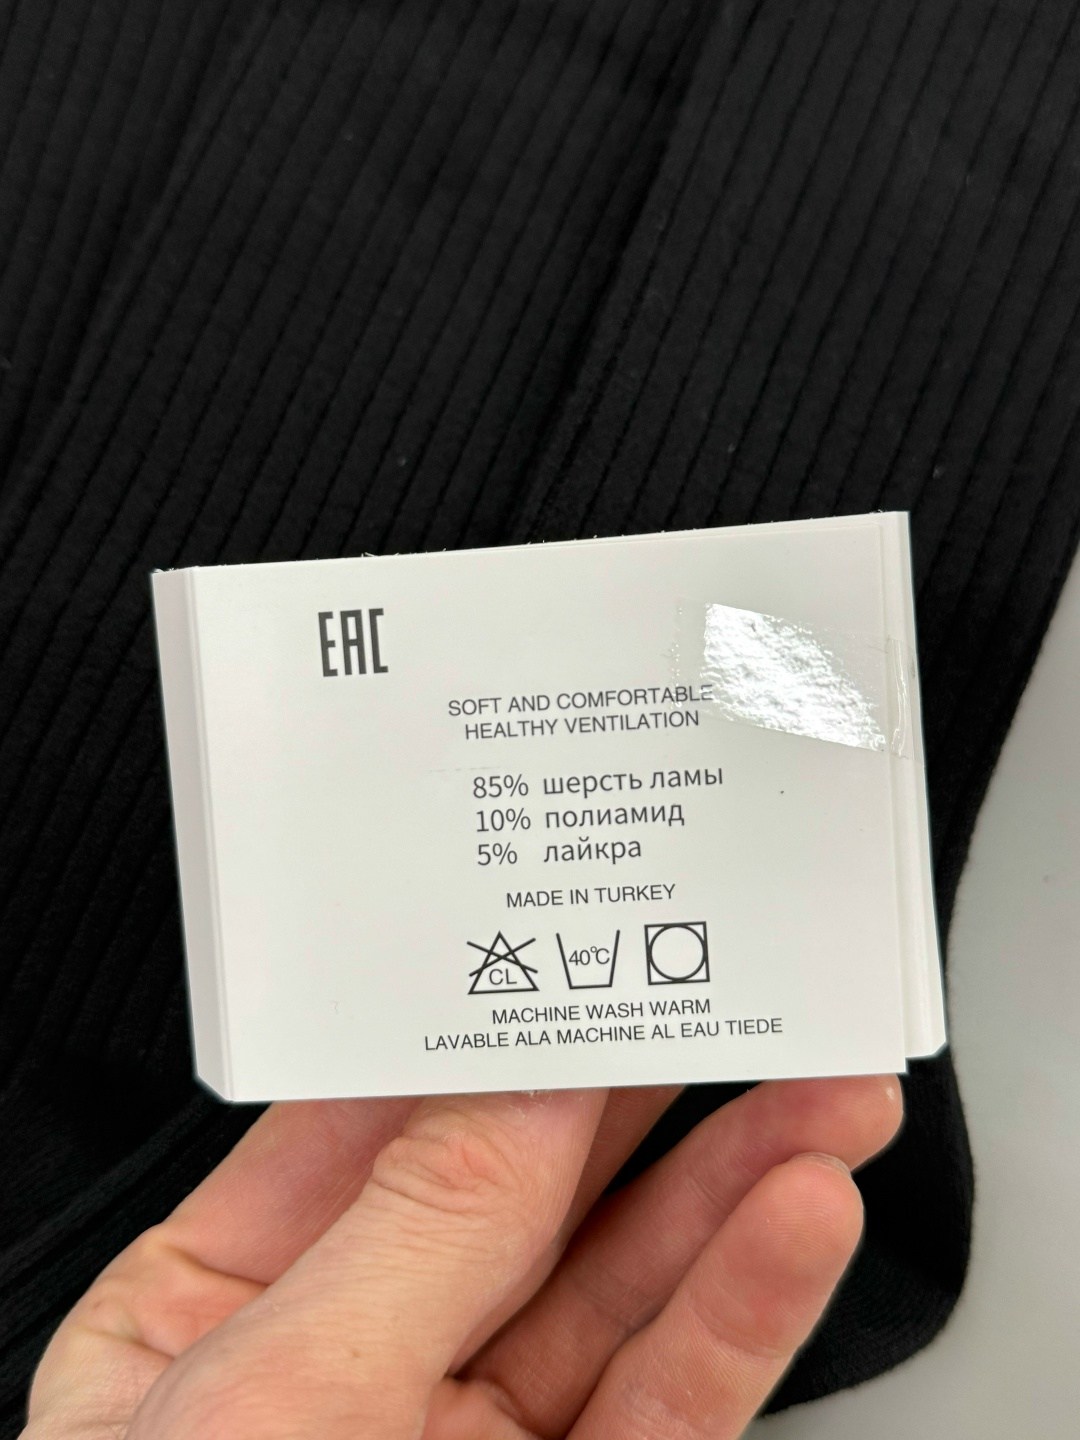 EAC
SOFT AND COMFORTABLE
HEALTHY VENTILATION
85% шерсть ламы
10% полиамид
5% лайкра
MADE IN TURKEY
CL 40°C
MACHINE WASH WARM
LAVABLE ALA MACHINE AL EAU TIEDE